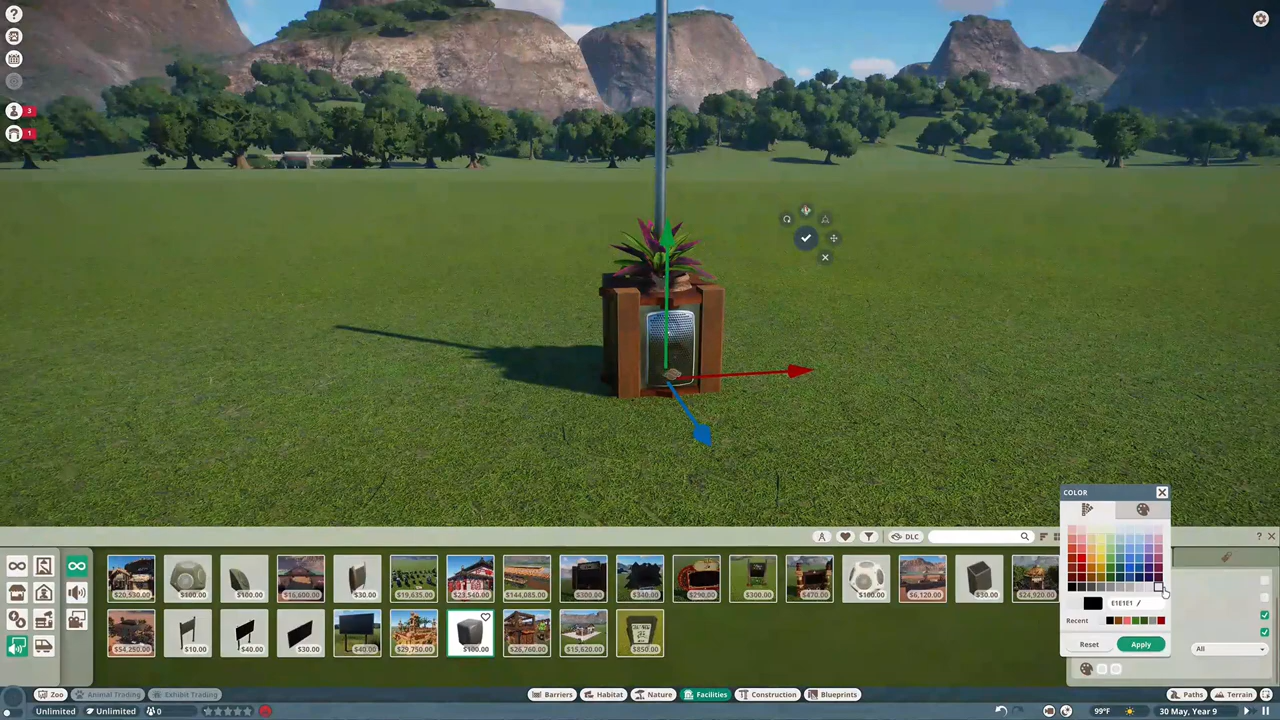 3
1
COLOR
E1E1E1 /
Recent
Reset
Apply
DLC
All
$20,530.00
$100.00
$100.00
$16,600.00
$30.00
$19,635.00
$23,540.00
$144,085.00
$300.00
$340.00
$290.00
$300.00
$470.00
$100.00
$6,120.00
$30.00
$24,920.00
$54,250.00
$10.00
$40.00
$30.00
$40.00
$29,750.00
$100.00
$26,760.00
$15,620.00
$850.00
Zoo
Animal Trading
Exhibit Trading
Barriers
Habitat
Nature
Facilities
Construction
Blueprints
Paths
Terrain
Unlimited
Unlimited
0
99°F
30 May, Year 9